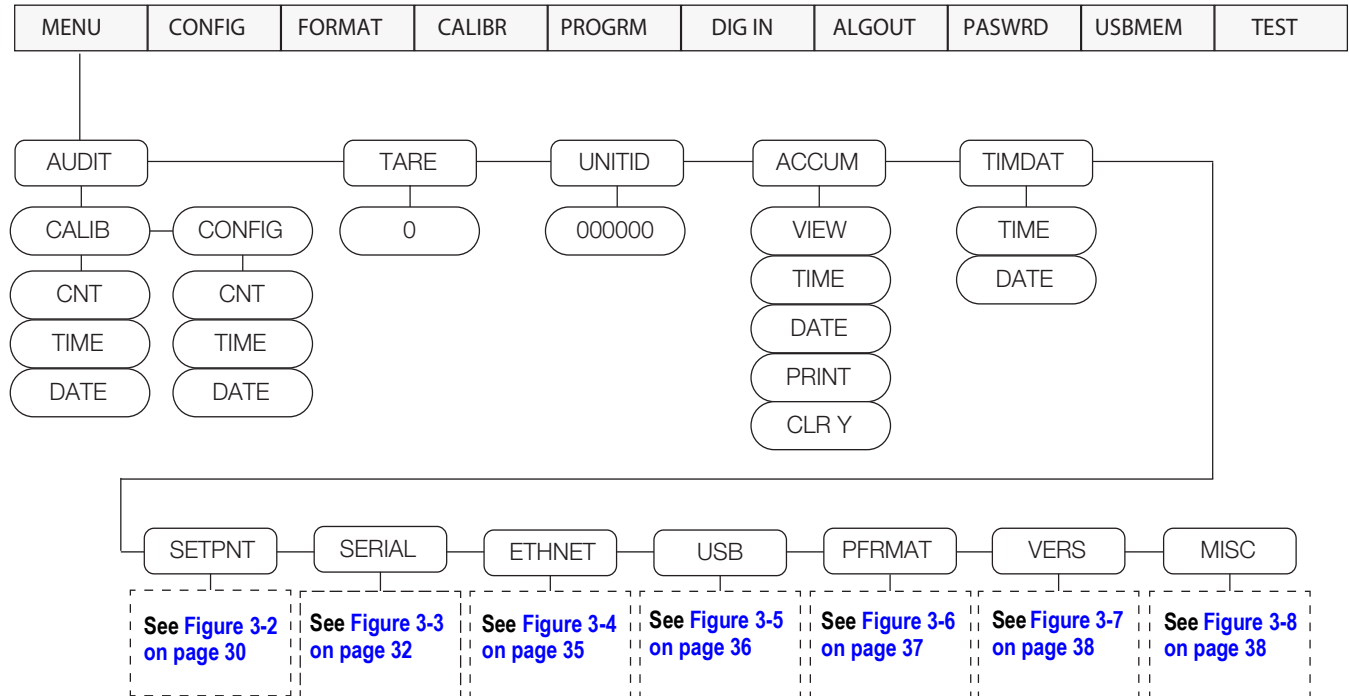 MENU CONFIG FORMAT CALIBR PROGRM DIG IN ALGOUT PASWRD USBMEM TEST
AUDIT TARE UNITID ACCUM TIMDAT
CALIB CONFIG 0 000000 VIEW TIME
CNT CNT TIME DATE
TIME TIME DATE
DATE DATE PRINT
CLR Y
SETPNT SERIAL ETHNET USB PFRMAT VERS MISC
See Figure 3-2 See Figure 3-3 See Figure 3-4 See Figure 3-5 See Figure 3-6 See Figure 3-7 See Figure 3-8
on page 30 on page 32 on page 35 on page 36 on page 37 on page 38 on page 38